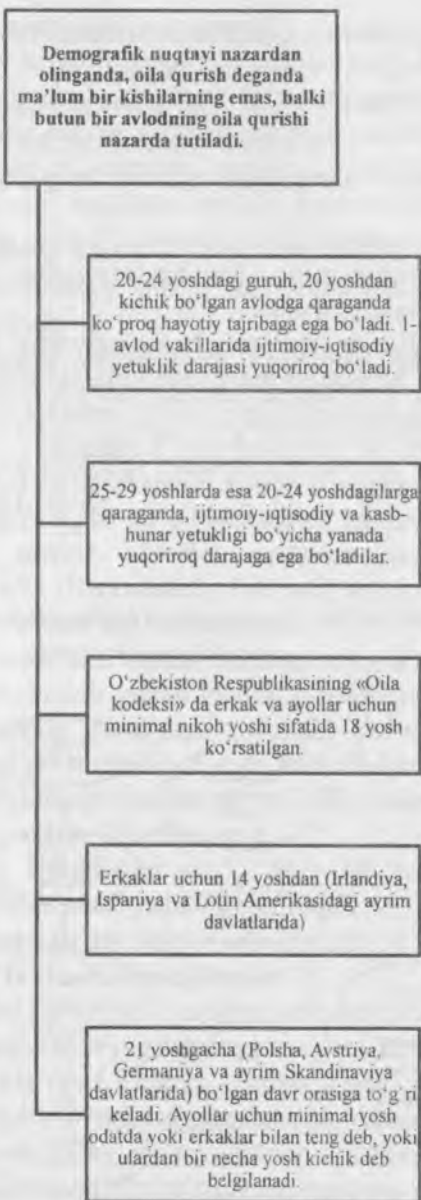 Demografik nuqtayi nazardan
olinganda, oila qurish deganda
ma’lum bir kishilarning emas, balki
butun bir avlodning oila qurishi
nazarda tutiladi.
20-24 yoshdagi guruh, 20 yoshdan
kichik bo‘lgan avlodga qaraganda
ko‘proq hayotiy tajribaga ega bo‘ladi. 1-
avlod vakillarida ijtimoiy-iqtisodiy
yetuklik darajasi yuqoriroq bo‘ladi.
25-29 yoshlarda esa 20-24 yoshdagilarga
qaraganda, ijtimoiy-iqtisodiy va kasb-
hunar yetukligi bo‘yicha yanada
yuqoriroq darajaga ega bo‘ladilar.
O‘zbekiston Respublikasining «Oila
kodeksi» da erkak va ayollar uchun
minimal nikoh yoshi sifatida 18 yosh
ko‘rsatilgan.
Erkaklar uchun 14 yoshdan (Irlandiya,
Ispaniya va Lotin Amerikasidagi ayrim
davlatlarida)
21 yoshgacha (Polsha, Avstriya,
Germaniya va ayrim Skandinaviya
davlatlarida) bo‘lgan davr orasiga to‘g‘ri
keladi. Ayollar uchun minimal yosh
odatda yoki erkaklar bilan teng deb, yoki
ulardan bir necha yosh kichik deb
belgilanadi.